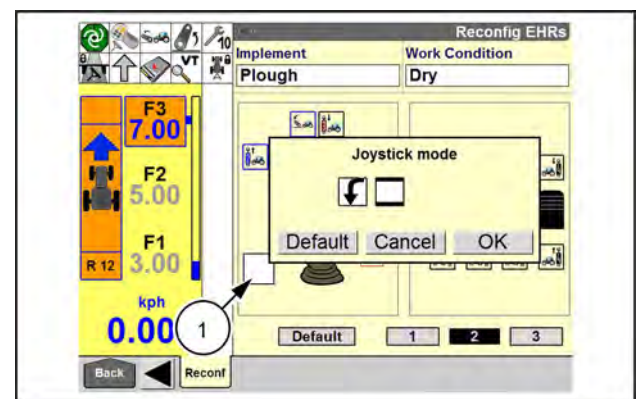 Reconfig EHRs
10
VT
Implement
Work Condition
Plough
Dry
F3
7.00
F2
5.00
F1
3.00
R 12
kph
0.00
Joystick mode
Default Cancel OK
1
Default 1 2 3
Back Reconf